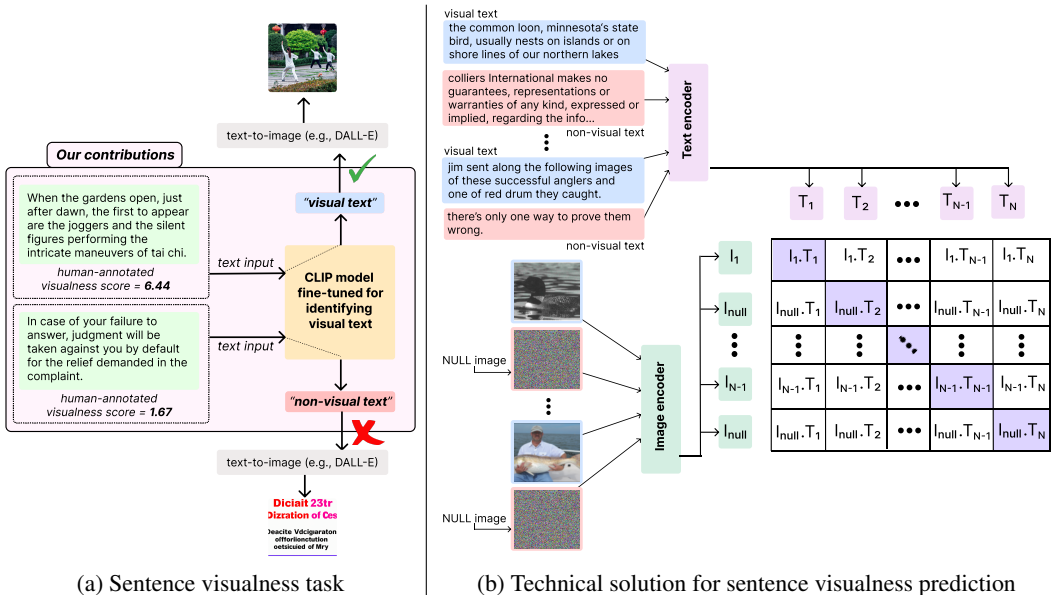 text-to-image (e.g., DALL-E)
Our contributions
When the gardens open, just
after dawn, the first to appear
are the joggers and the silent
figures performing the
intricate maneuvers of tai chi.
human-annotated
visualness score = 6.44
text input
"visual text"
CLIP model
fine-tuned for
identifying
visual text
In case of your failure to
answer, judgment will be
taken against you by default
for the relief demanded in the
complaint.
human-annotated
visualness score = 1.67
text input
"non-visual text"
text-to-image (e.g., DALL-E)
Diciait 23tr
Dizration of Ces
Deacite Vdcigaraton
offforlionctution
oetsicuied of Mry
(a) Sentence visualness task
visual text
the common loon, minnesota's state
bird, usually nests on islands or on
shore lines of our northern lakes
colliers International makes no
guarantees, representations or
warranties of any kind, expressed or
implied, regarding the info...
non-visual text
visual text
jim sent along the following images
of these successful anglers and
one of red drum they caught.
there's only one way to prove them
wrong.
non-visual text
Text encoder
T1 T2 ••• TN-1 TN
NULL image
NULL image
Image encoder
I1 I1.T1 I1.T2 ••• I1.TN-1 I1.TN
Inull Inull.T1 Inull.T2 ••• Inull.TN-1 Inull.TN
IN-1 IN-1.T1 IN-1.T2 ••• IN-1.TN-1 IN-1.TN
Inull Inull.T1 Inull.T2 ••• Inull.TN-1 Inull.TN
(b) Technical solution for sentence visualness prediction